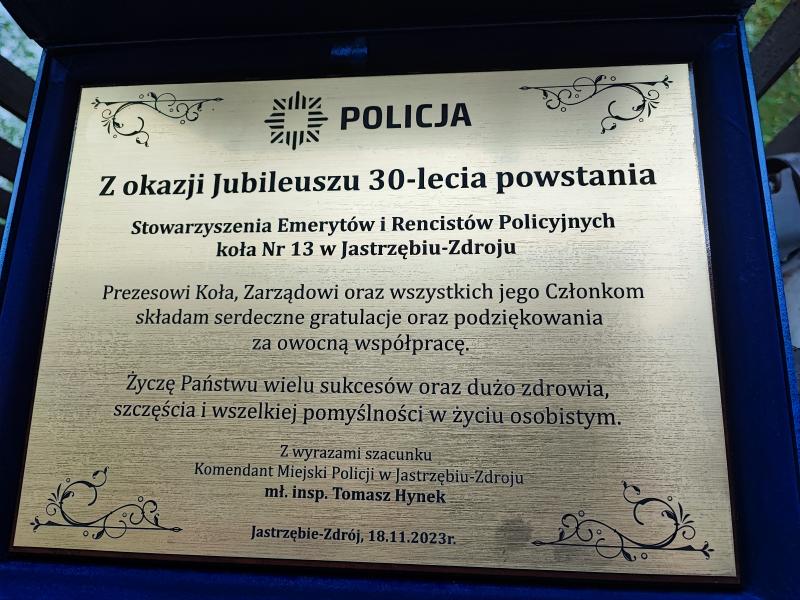 POLICJA
Z okazji Jubileuszu 30-lecia powstania
Stowarzyszenia Emerytów i Rencistów Policyjnych
koła Nr 13 w Jastrzębiu-Zdroju
Prezesowi Koła, Zarządowi oraz wszystkich jego Członkom
składam serdeczne gratulacje oraz podziękowania
za owocną współpracę.
Życzę Państwu wielu sukcesów oraz dużo zdrowia,
szczęścia i wszelkiej pomyślności w życiu osobistym.
Z wyrazami szacunku
Komendant Miejski Policji w Jastrzębiu-Zdroju
mł. insp. Tomasz Hynek
Jastrzębie-Zdrój, 18.11.2023r.